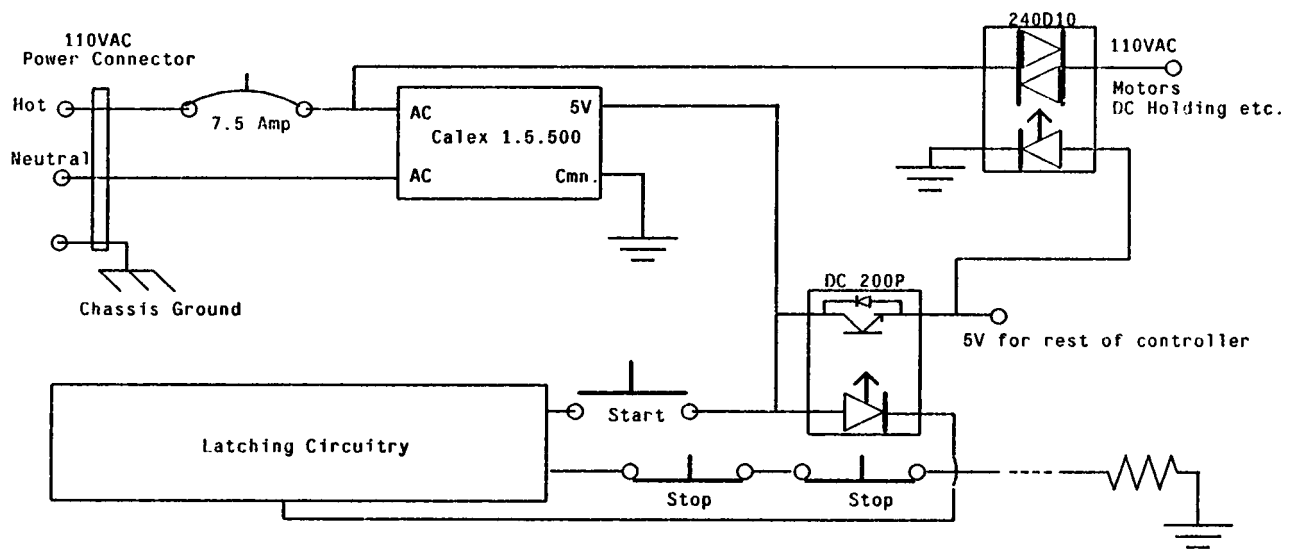 240D10
110VAC
Power Connector
110VAC
Hot
7.5 Amp
AC
5V
Calex 1.5.500
Motors
DC Holding etc.
Neutral
AC
Cmn.
Chassis Ground
DC 200P
5V for rest of controller
Start
Latching Circuitry
Stop
Stop